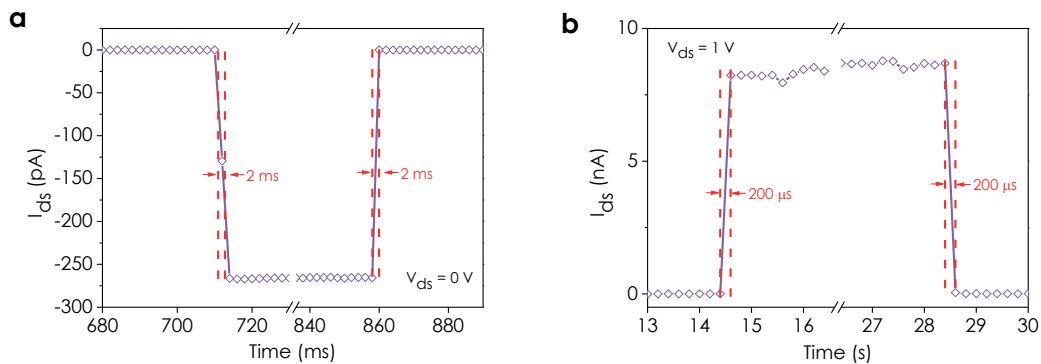 a
0
-50
-100
-150
-200
-250
-300
I_ds (pA)
2 ms
2 ms
V_ds = 0 V
680 700 720 840 860 880
Time (ms)
b
V_ds = 1 V
10
5
0
I_ds (nA)
200 µs
200 µs
13 14 15 16 27 28 29 30
Time (s)